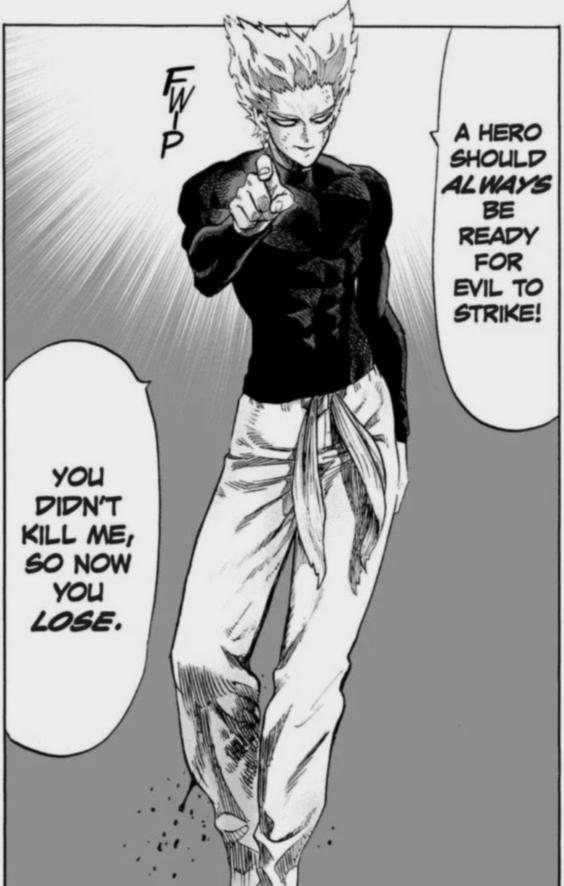 FWIP
A HERO
SHOULD
ALWAYS
BE
READY
FOR
EVIL TO
STRIKE!
YOU
DIDN'T
KILL ME,
SO NOW
YOU
LOSE.